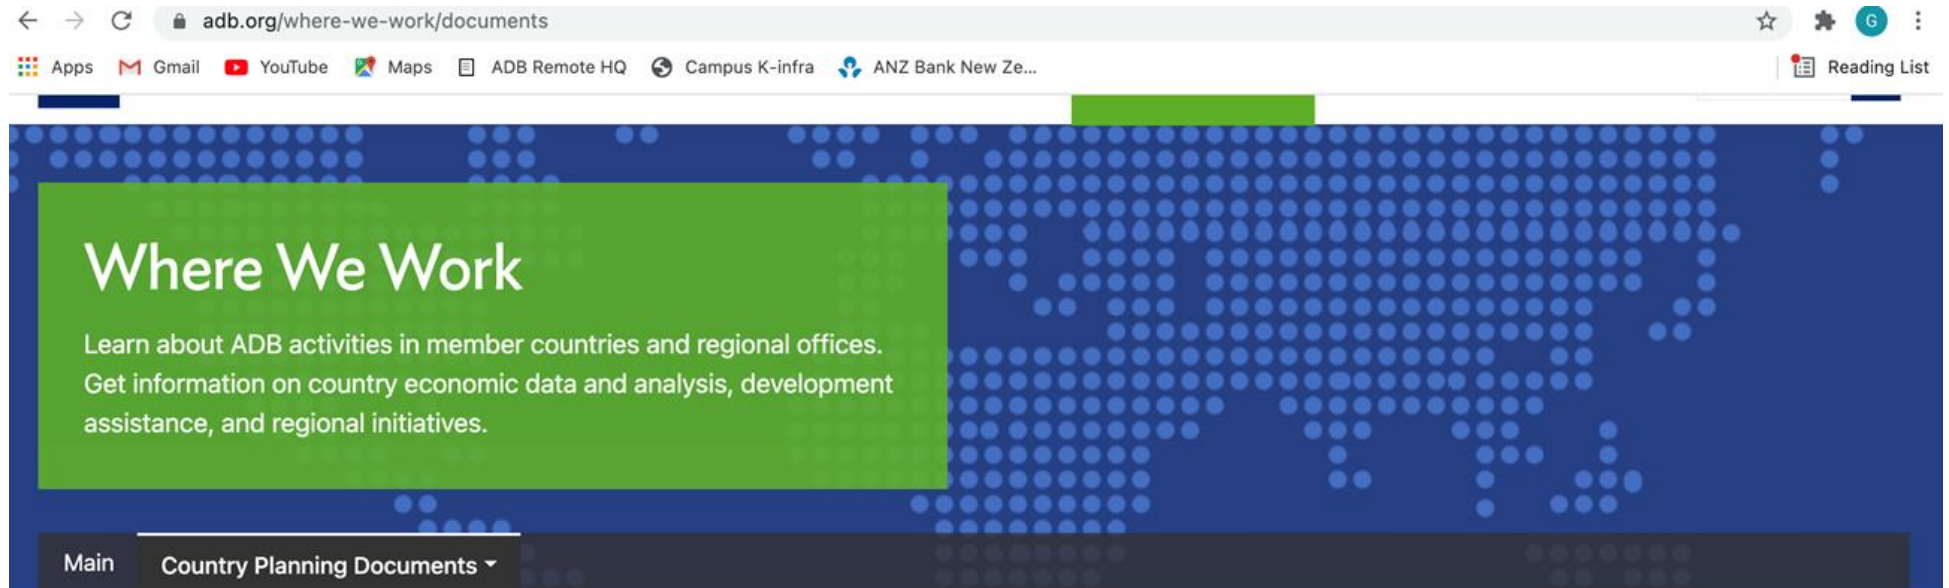 adb.org/where-we-work/documents
G
Apps Gmail YouTube Maps ADB Remote HQ Campus K-infra ANZ Bank New Ze... Reading List
Where We Work
Learn about ADB activities in member countries and regional offices.
Get information on country economic data and analysis, development
assistance, and regional initiatives.
Main Country Planning Documents